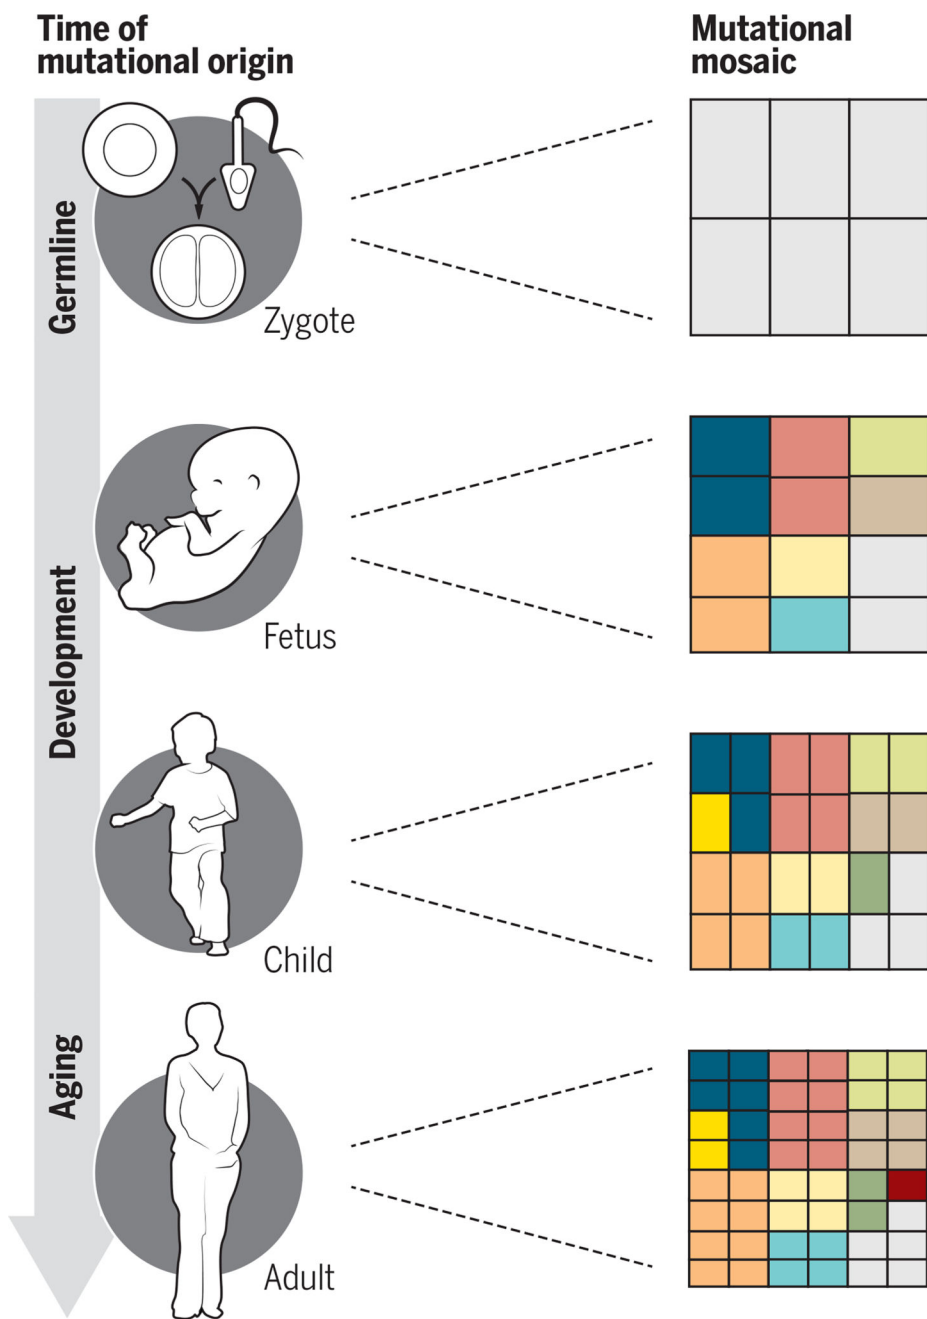 Time of
mutational origin
Mutational
mosaic
Germline
Zygote
Development
Fetus
Child
Aging
Adult